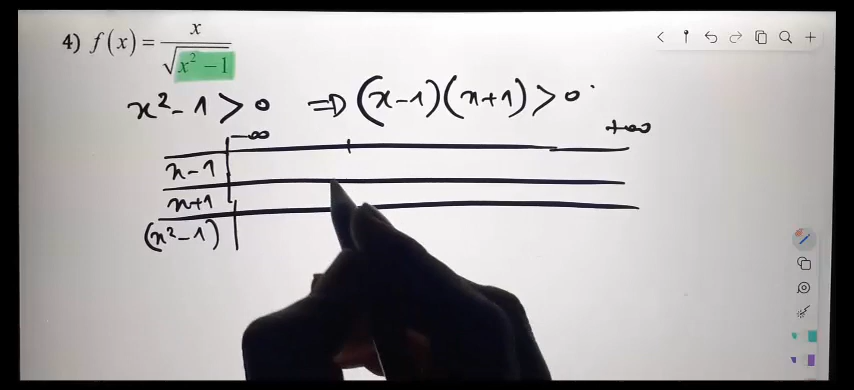 4) f(x) = x / √(x² − 1)
x² − 1 > 0 ⇒ (x−1)(x+1) > 0
−∞ +∞
x − 1
x + 1
(x² − 1)